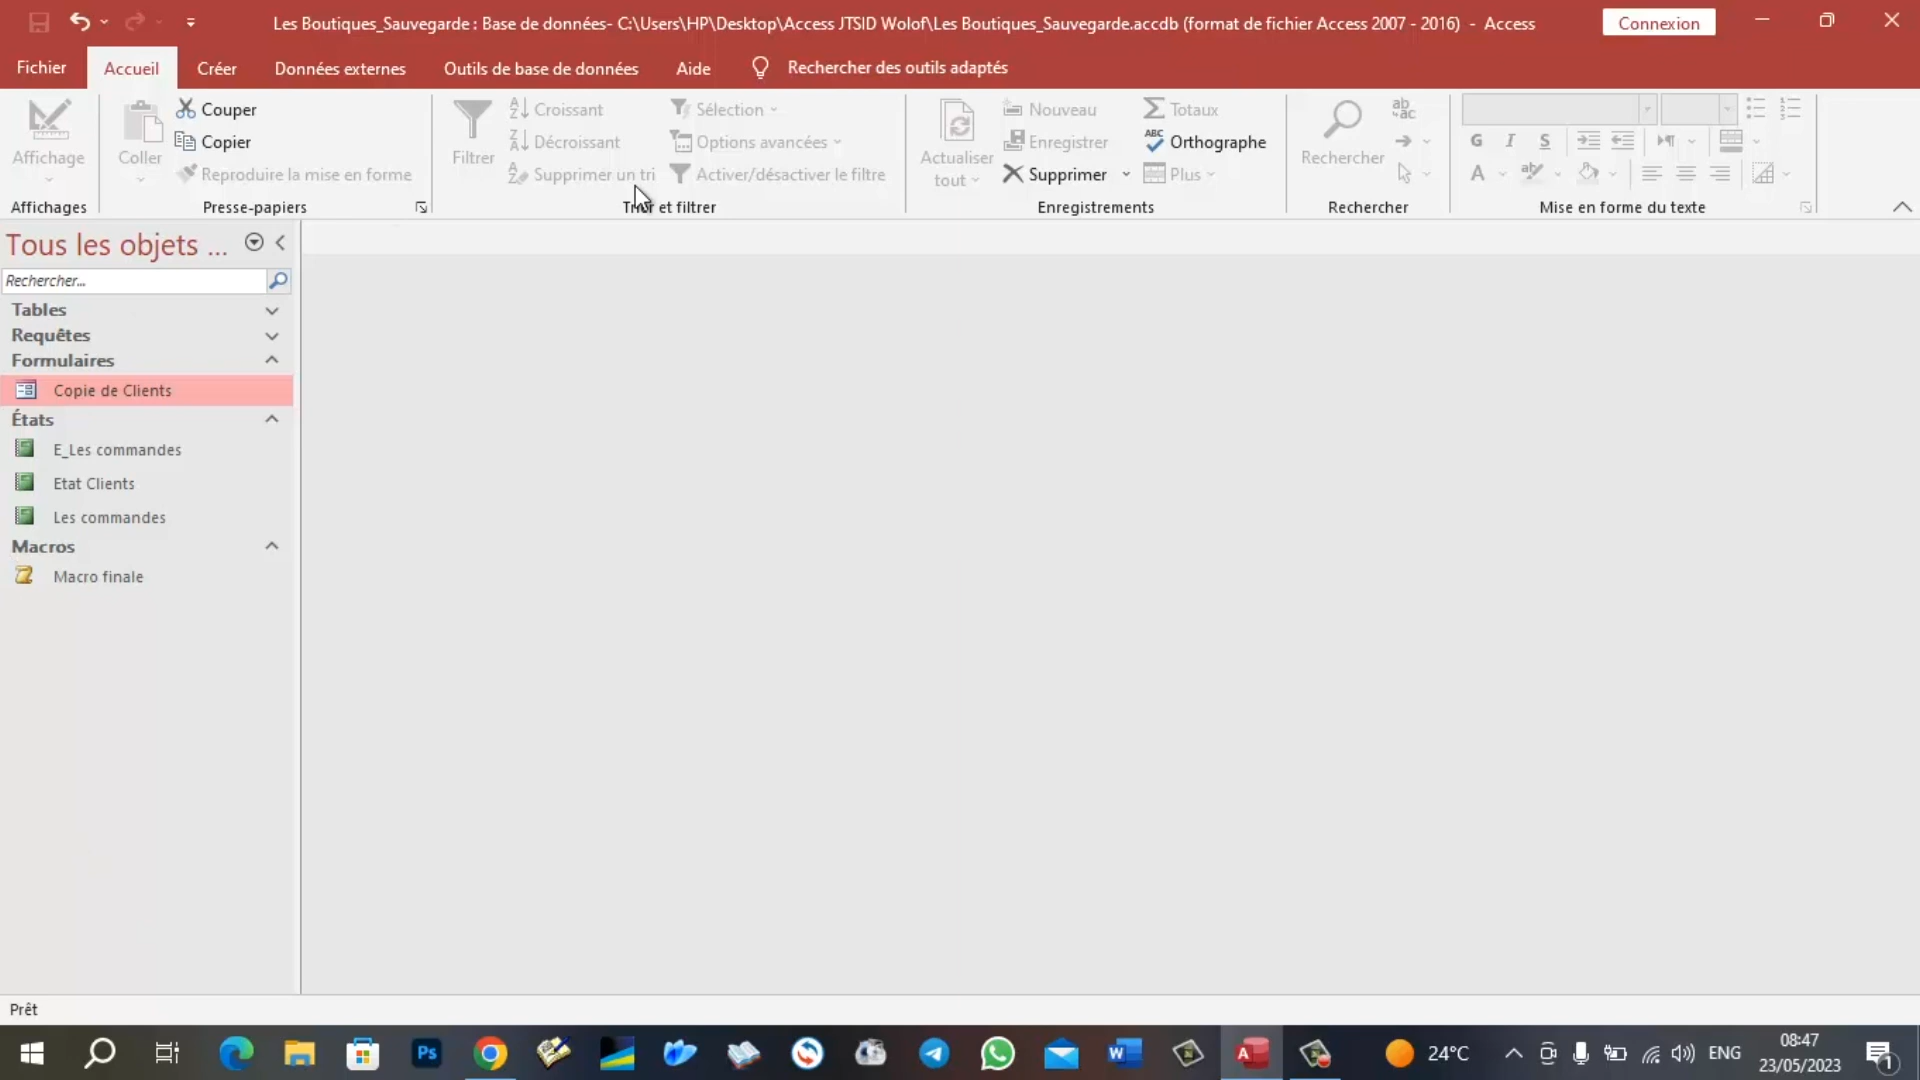 Les Boutiques_Sauvegarde : Base de données- C:\Users\HP\Desktop\Access JTSID Wolof\Les Boutiques_Sauvegarde.accdb (format de fichier Access 2007 - 2016) - Access
Connexion
Fichier
Accueil
Créer
Données externes
Outils de base de données
Aide
Rechercher des outils adaptés
Affichage
Affichages
Coller
Couper
Copier
Reproduire la mise en forme
Presse-papiers
Filtrer
Croissant
Décroissant
Supprimer un tri
Sélection
Options avancées
Activer/désactiver le filtre
Trier et filtrer
Actualiser
tout
Nouveau
Enregistrer
Supprimer
Totaux
Orthographe
Plus
Enregistrements
Rechercher
Rechercher
G I S
A
Mise en forme du texte
Tous les objets ...
Rechercher...
Tables
Requêtes
Formulaires
Copie de Clients
États
E_Les commandes
Etat Clients
Les commandes
Macros
Macro finale
Prêt
24°C
ENG
08:47
23/05/2023
1